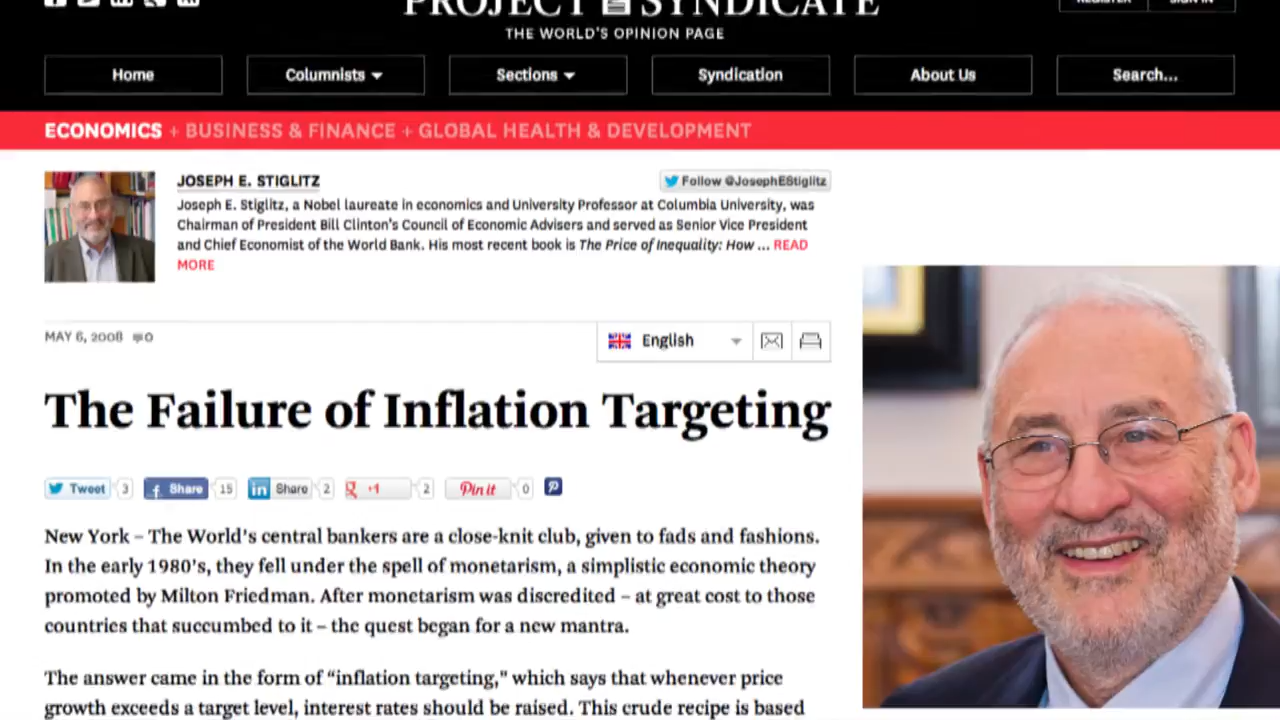 PROJECT SYNDICATE
REGISTER
SIGN IN
THE WORLD'S OPINION PAGE
Home
Columnists
Sections
Syndication
About Us
Search...
ECONOMICS + BUSINESS & FINANCE + GLOBAL HEALTH & DEVELOPMENT
JOSEPH E. STIGLITZ
Follow @JosephEStiglitz
Joseph E. Stiglitz, a Nobel laureate in economics and University Professor at Columbia University, was
Chairman of President Bill Clinton's Council of Economic Advisers and served as Senior Vice President
and Chief Economist of the World Bank. His most recent book is The Price of Inequality: How ... READ
MORE
MAY 6, 2008 0
English
The Failure of Inflation Targeting
Tweet 3 f Share 15 in Share 2 g +1 2 Pin it 0
New York – The World's central bankers are a close-knit club, given to fads and fashions.
In the early 1980's, they fell under the spell of monetarism, a simplistic economic theory
promoted by Milton Friedman. After monetarism was discredited – at great cost to those
countries that succumbed to it – the quest began for a new mantra.
The answer came in the form of “inflation targeting,” which says that whenever price
growth exceeds a target level, interest rates should be raised. This crude recipe is based